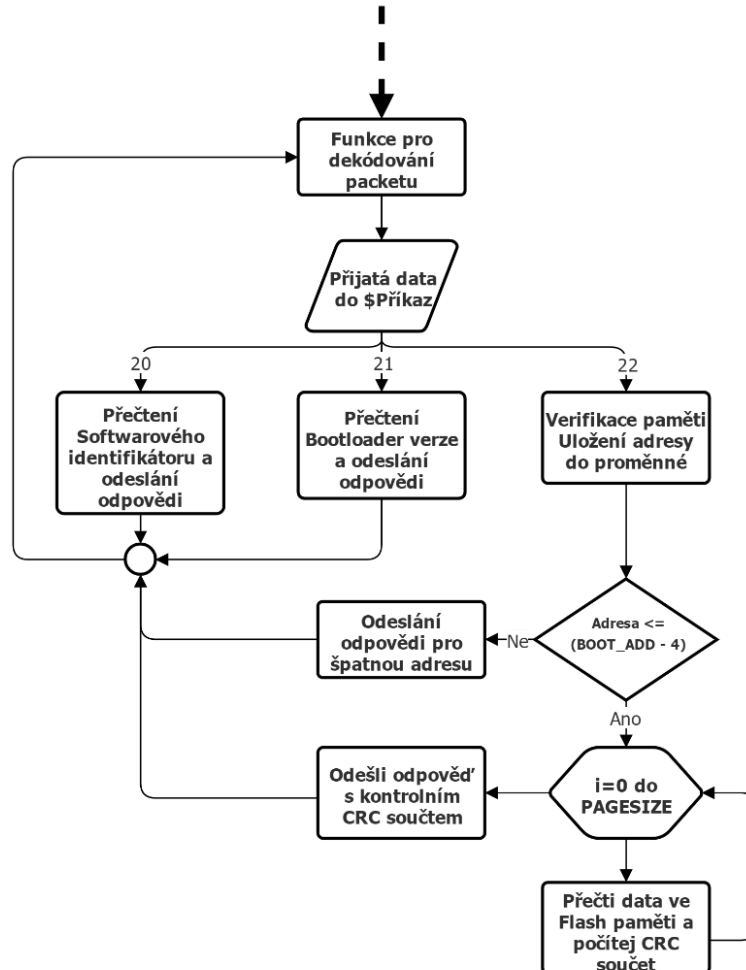 Funkce pro
dekódování
packetu
Přijatá data
do $Příkaz
20
21
22
Přečtení
Softwarového
identifikátoru a
odeslání
odpovědi
Přečtení
Bootloader verze
a odeslání
odpovědi
Verifikace paměti
Uložení adresy
do proměnné
Adresa <=
(BOOT_ADD - 4)
Ne
Odeslání
odpovědi pro
špatnou adresu
Ano
i=0 do
PAGESIZE
Odešli odpověď
s kontrolním
CRC součtem
Přečti data ve
Flash paměti a
počítej CRC
součet